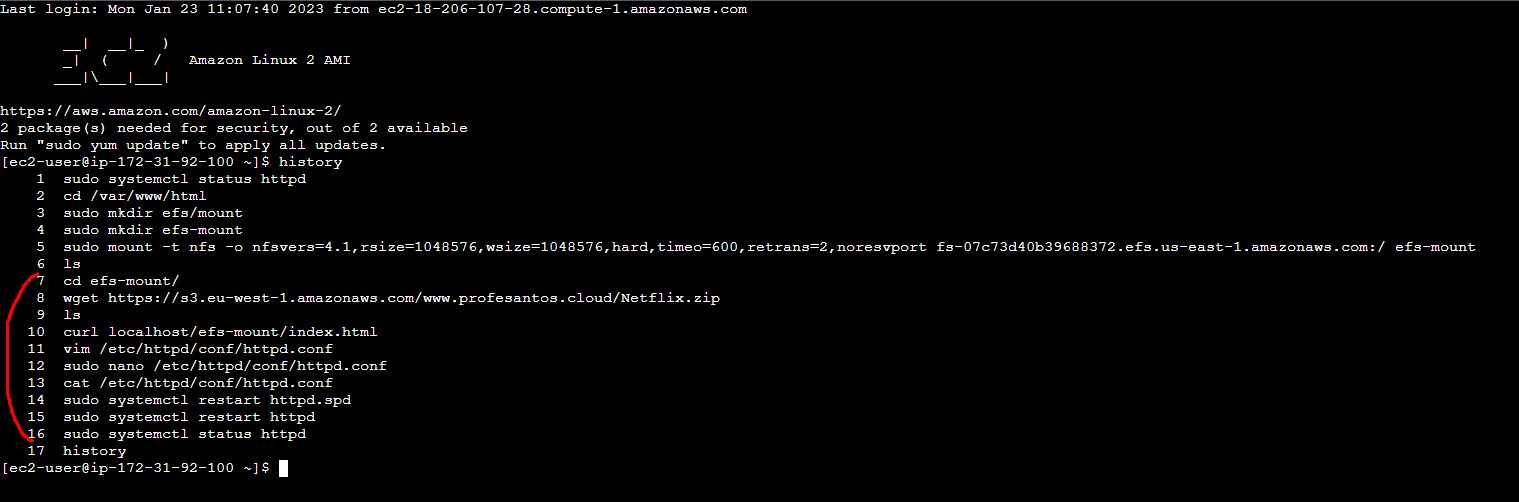 Last login: Mon Jan 23 11:07:40 2023 from ec2-18-206-107-28.compute-1.amazonaws.com
       __|  __|_  )
       _|  (     /   Amazon Linux 2 AMI
      ___|\___|___|
https://aws.amazon.com/amazon-linux-2/
2 package(s) needed for security, out of 2 available
Run "sudo yum update" to apply all updates.
[ec2-user@ip-172-31-92-100 ~]$ history
    1  sudo systemctl status httpd
    2  cd /var/www/html
    3  sudo mkdir efs/mount
    4  sudo mkdir efs-mount
    5  sudo mount -t nfs -o nfsvers=4.1,rsize=1048576,wsize=1048576,hard,timeo=600,retrans=2,noresvport fs-07c73d40b39688372.efs.us-east-1.amazonaws.com:/ efs-mount
    6  ls
    7  cd efs-mount/
    8  wget https://s3.eu-west-1.amazonaws.com/www.profesantos.cloud/Netflix.zip
    9  ls
   10  curl localhost/efs-mount/index.html
   11  vim /etc/httpd/conf/httpd.conf
   12  sudo nano /etc/httpd/conf/httpd.conf
   13  cat /etc/httpd/conf/httpd.conf
   14  sudo systemctl restart httpd.spd
   15  sudo systemctl restart httpd
   16  sudo systemctl status httpd
   17  history
[ec2-user@ip-172-31-92-100 ~]$